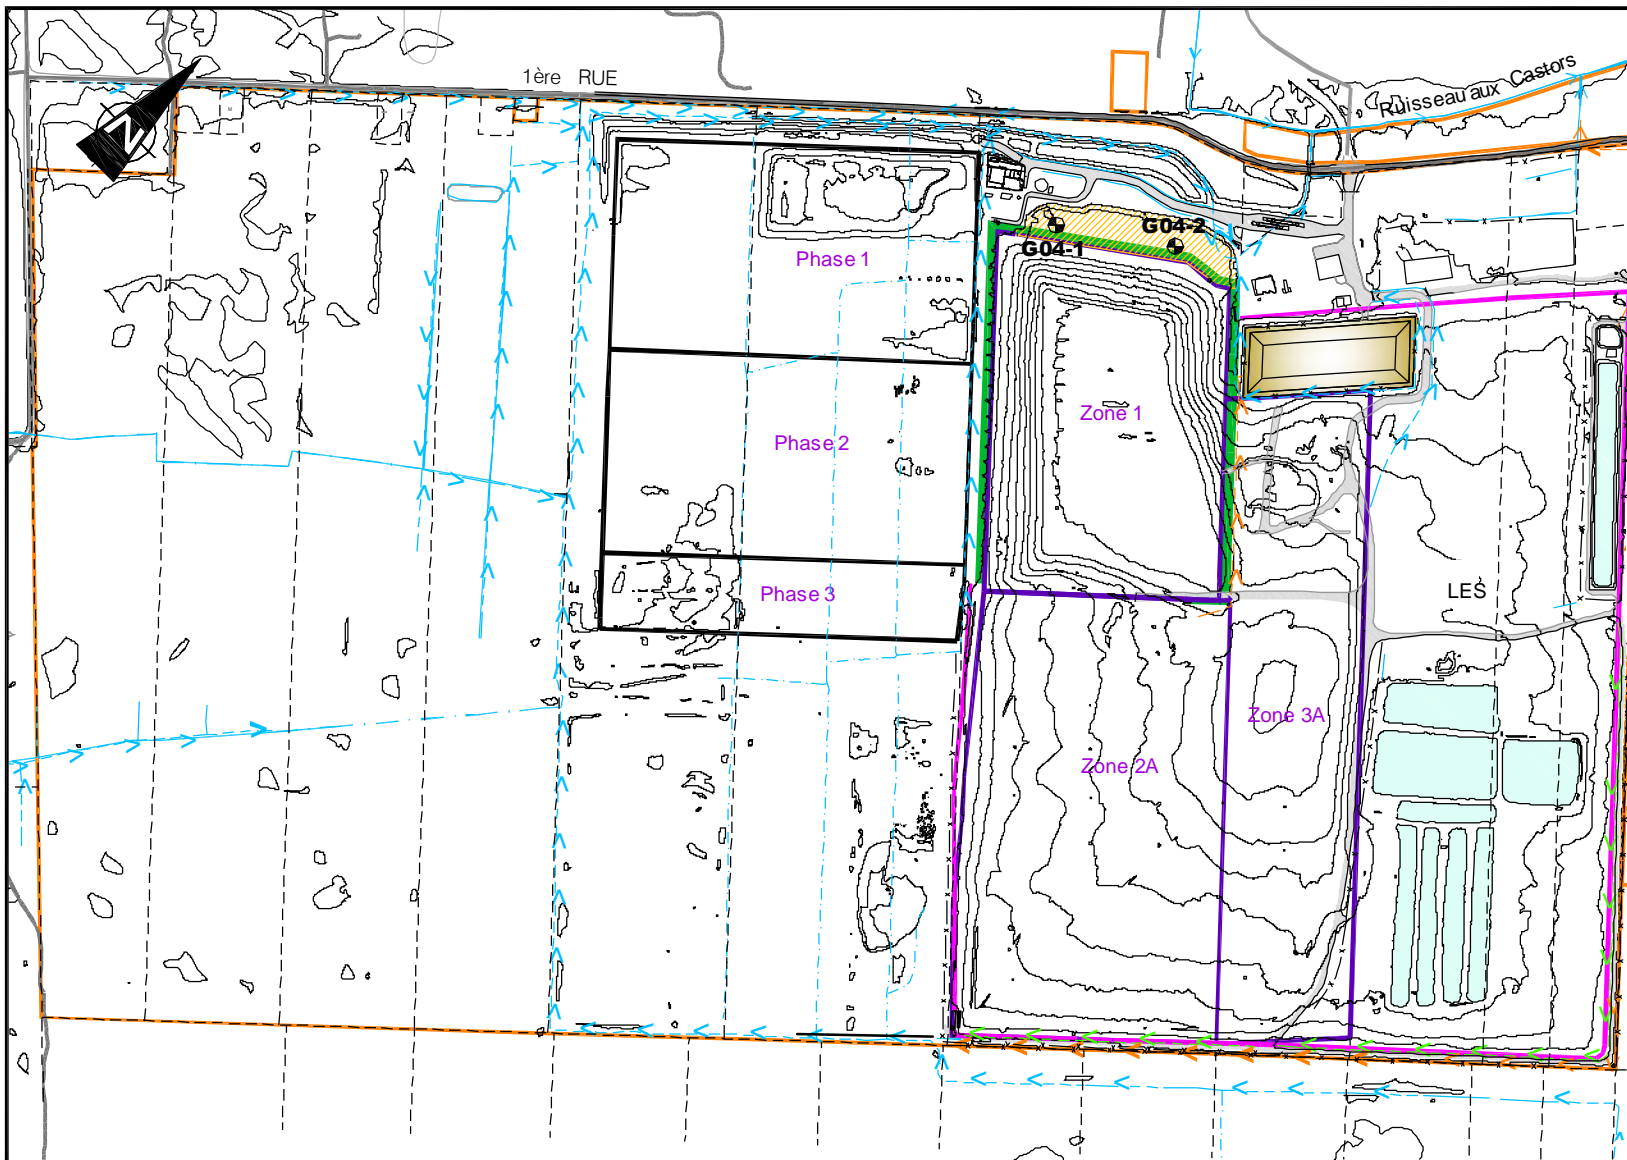 1ère RUE
Ruisseau aux Castors
N
G04-2
G04-1
Phase 1
Zone 1
Phase 2
Phase 3
LES
Zone 3A
Zone 2A